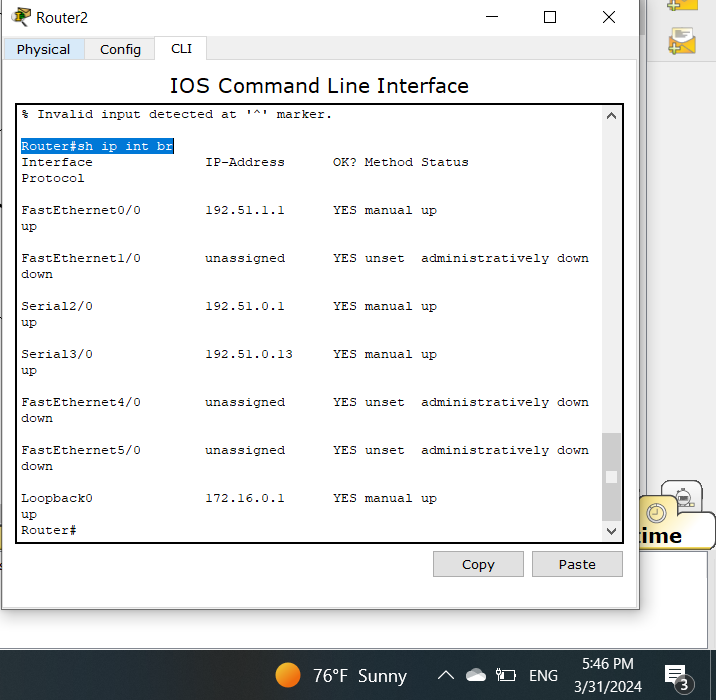 Router2
Physical Config CLI
IOS Command Line Interface
% Invalid input detected at '^' marker.
Router#sh ip int br
Interface IP-Address OK? Method Status
Protocol
FastEthernet0/0 192.51.1.1 YES manual up
up
FastEthernet1/0 unassigned YES unset administratively down
down
Serial2/0 192.51.0.1 YES manual up
up
Serial3/0 192.51.0.13 YES manual up
up
FastEthernet4/0 unassigned YES unset administratively down
down
FastEthernet5/0 unassigned YES unset administratively down
down
Loopback0 172.16.0.1 YES manual up
up
Router#
Copy Paste
time
76°F Sunny
ENG
5:46 PM
3/31/2024
3